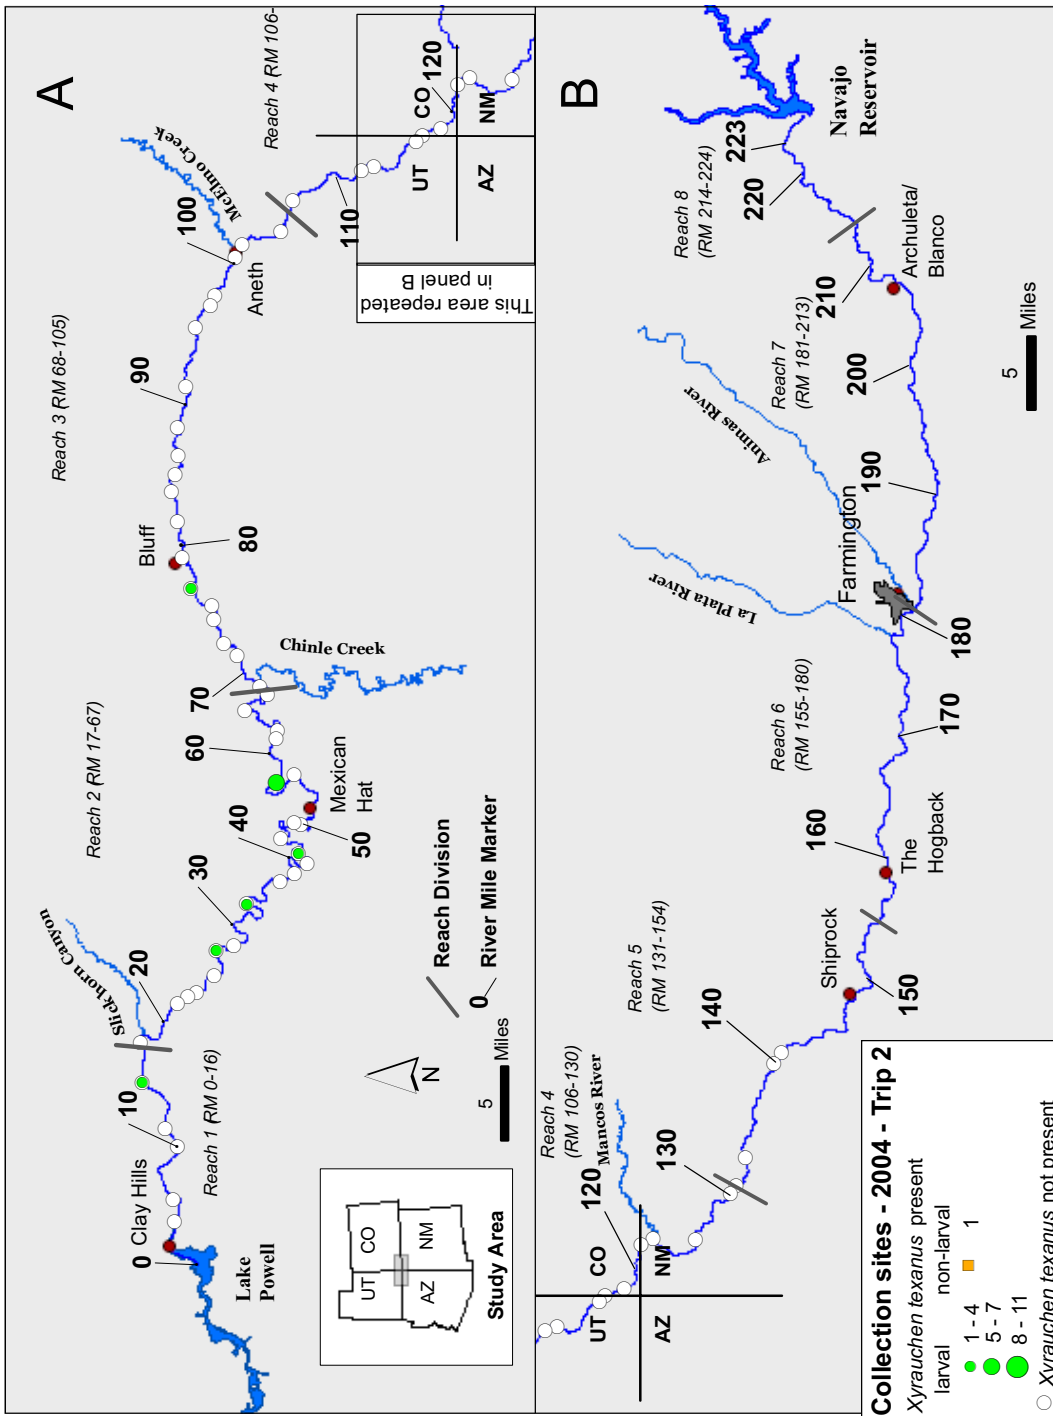 A
Reach 4 (RM 106-
McElmo Creek
100
Aneth
110
UT
CO
120
AZ
NM
This area repeated
in panel B
Reach 3 (RM 68-105)
90
Bluff
80
Chinle Creek
70
Reach 2 (RM 17-67)
60
Mexican
Hat
50
40
30
Slickhorn Canyon
20
10
Reach 1 (RM 0-16)
Clay Hills
0
Lake
Powell
N
5
Miles
Reach Division
0 River Mile Marker
UT
CO
AZ
NM
Study Area
B
Navajo
Reservoir
223
220
Reach 8
(RM 214-224)
Archuleta/
Blanco
210
Reach 7
(RM 181-213)
200
Animas River
190
Farmington
La Plata River
180
170
Reach 6
(RM 155-180)
160
The
Hogback
Shiprock
150
Reach 5
(RM 131-154)
140
Reach 4
(RM 106-130)
Mancos River
130
120
UT
CO
AZ
NM
5
Miles
Collection sites - 2004 - Trip 2
Xyrauchen texanus present
larval non-larval
1 - 4 1
5 - 7
8 - 11
Xyrauchen texanus not present